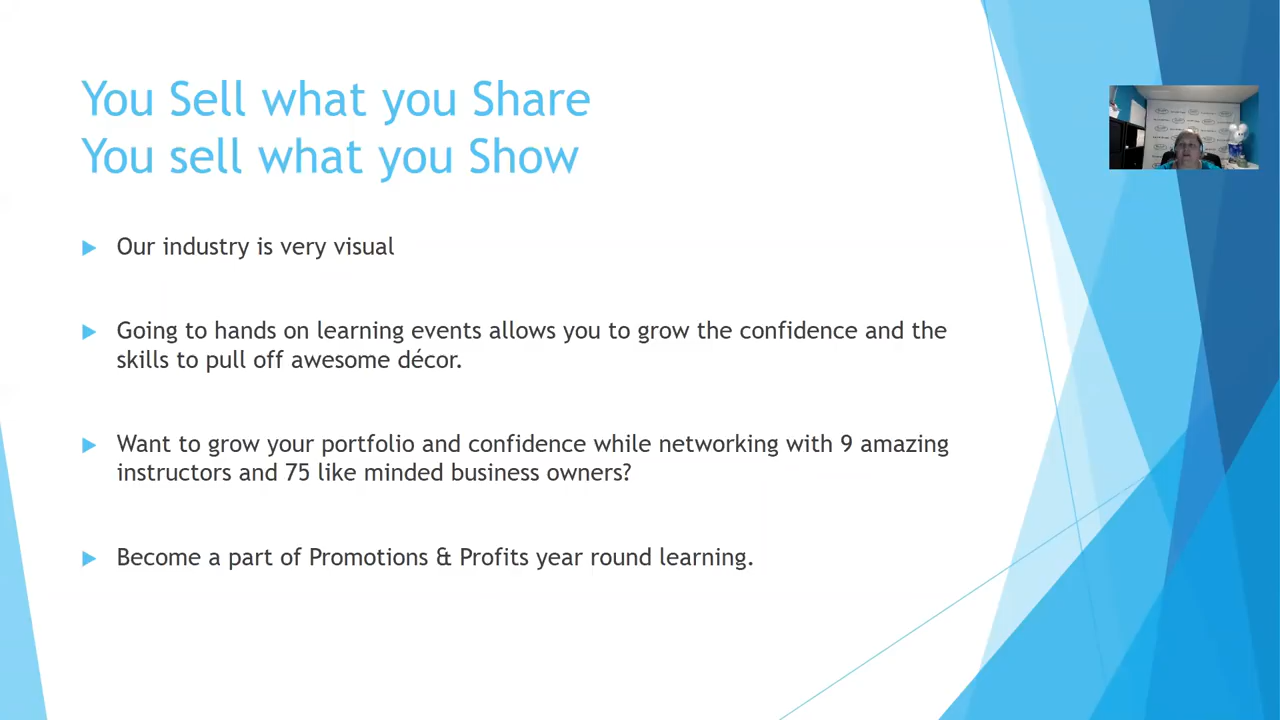 You Sell what you Share
You sell what you Show
Our industry is very visual
Going to hands on learning events allows you to grow the confidence and the
skills to pull off awesome décor.
Want to grow your portfolio and confidence while networking with 9 amazing
instructors and 75 like minded business owners?
Become a part of Promotions & Profits year round learning.